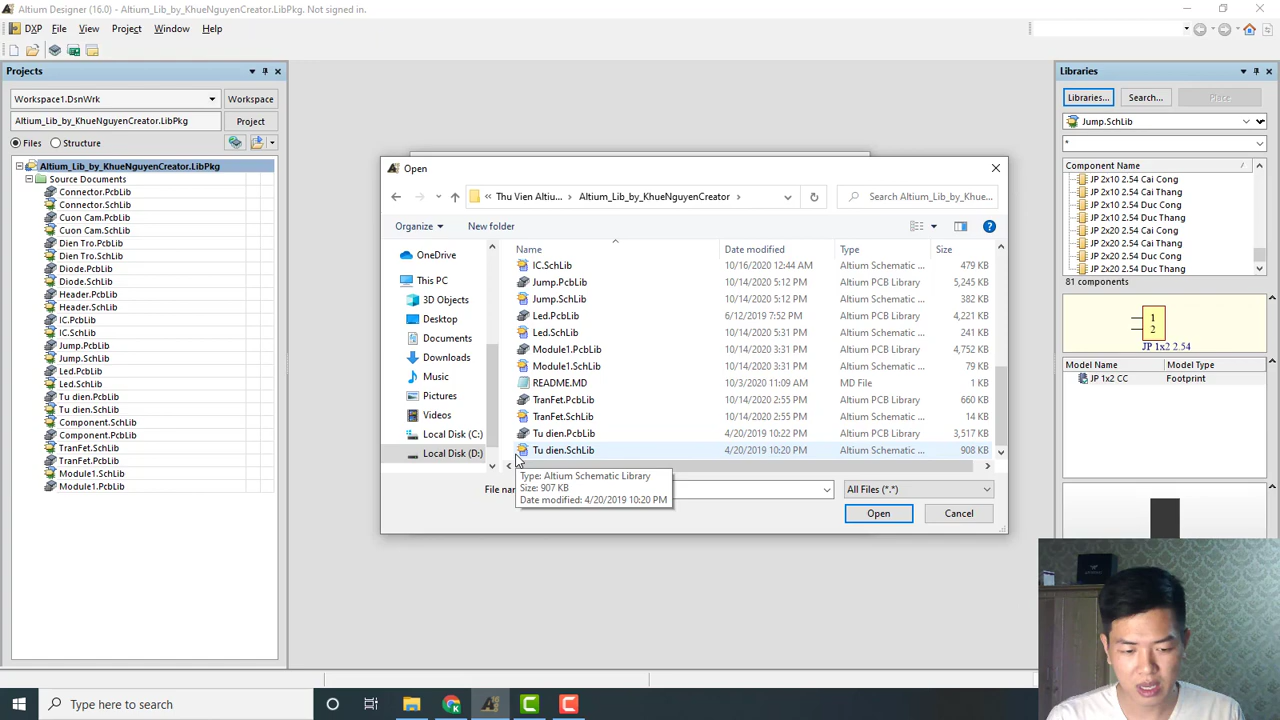 Altium Designer (16.0) - Altium_Lib_by_KhueNguyenCreator.LibPkg. Not signed in.
DXP File View Project Window Help
Projects
Workspace1.DsnWrk Workspace
Altium_Lib_by_KhueNguyenCreator.LibPkg Project
Files Structure
Altium_Lib_by_KhueNguyenCreator.LibPkg
Source Documents
Connector.PcbLib
Connector.SchLib
Cuon Cam.PcbLib
Cuon Cam.SchLib
Dien Tro.PcbLib
Dien Tro.SchLib
Diode.PcbLib
Diode.SchLib
Header.PcbLib
Header.SchLib
IC.PcbLib
IC.SchLib
Jump.PcbLib
Jump.SchLib
Led.PcbLib
Led.SchLib
Tu dien.PcbLib
Tu dien.SchLib
Component.SchLib
Component.PcbLib
TranFet.SchLib
TranFet.PcbLib
Module1.SchLib
Module1.PcbLib
Open
« Thu Vien Altiu... › Altium_Lib_by_KhueNguyenCreator ›
Search Altium_Lib_by_KhueNguye...
Organize New folder
OneDrive
This PC
3D Objects
Desktop
Documents
Downloads
Music
Pictures
Videos
Local Disk (C:)
Local Disk (D:)
Name Date modified Type Size
IC.SchLib 10/16/2020 12:44 AM Altium Schematic ... 479 KB
Jump.PcbLib 10/14/2020 5:12 PM Altium PCB Library 5,245 KB
Jump.SchLib 10/14/2020 5:12 PM Altium Schematic ... 382 KB
Led.PcbLib 6/12/2019 7:52 PM Altium PCB Library 4,221 KB
Led.SchLib 10/14/2020 5:31 PM Altium Schematic ... 241 KB
Module1.PcbLib 10/14/2020 3:31 PM Altium PCB Library 4,752 KB
Module1.SchLib 10/14/2020 3:31 PM Altium Schematic ... 79 KB
README.MD 10/3/2020 11:09 AM MD File 1 KB
TranFet.PcbLib 10/14/2020 2:55 PM Altium PCB Library 660 KB
TranFet.SchLib 10/14/2020 2:55 PM Altium Schematic ... 14 KB
Tu dien.PcbLib 4/20/2019 10:22 PM Altium PCB Library 3,517 KB
Tu dien.SchLib 4/20/2019 10:20 PM Altium Schematic ... 908 KB
Type: Altium Schematic Library
Size: 907 KB
Date modified: 4/20/2019 10:20 PM
File All Files (*.*)
Open Cancel
Libraries
Libraries... Search... Place
Jump.SchLib
*
Component Name
JP 2x10 2.54 Cai Cong
JP 2x10 2.54 Cai Thang
JP 2x10 2.54 Duc Cong
JP 2x10 2.54 Duc Thang
JP 2x20 2.54 Cai Cong
JP 2x20 2.54 Cai Thang
JP 2x20 2.54 Duc Cong
JP 2x20 2.54 Duc Thang
81 components
1
2
JP 1x2 2.54
Model Name Model Type
JP 1x2 CC Footprint
Type here to search